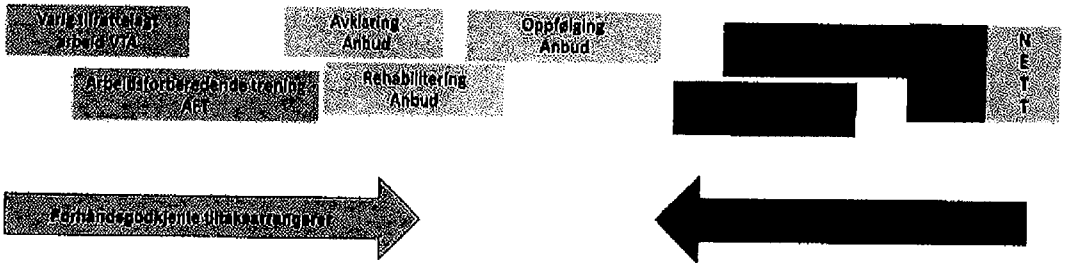 Varig tilrettelagt
arbeid VTA
Avklaring
Anbud
Oppfølging
Anbud
Arbeidsforberedende trening
AFT
Rehabilitering
Anbud
N
E
T
T
Forhåndsgodkjente tiltaksarrangører